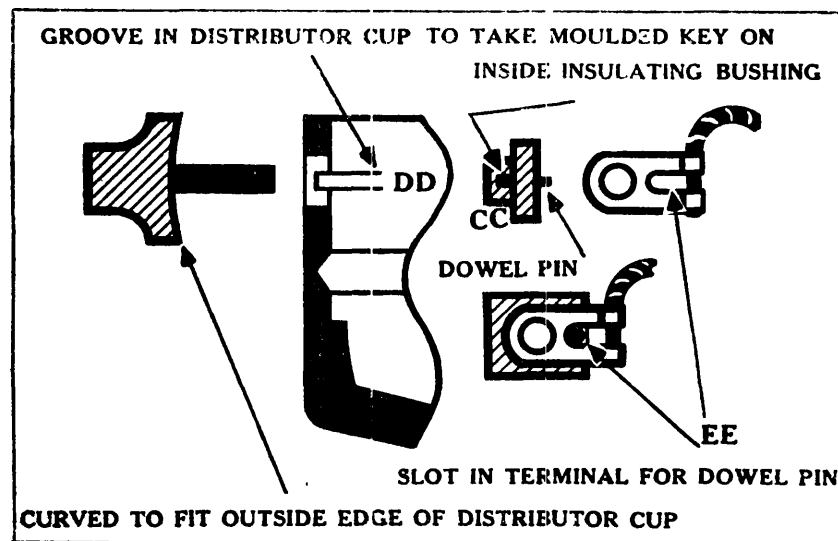 GROOVE IN DISTRIBUTOR CUP TO TAKE MOULDED KEY ON
INSIDE INSULATING BUSHING
DD
CC
DOWEL PIN
EE
SLOT IN TERMINAL FOR DOWEL PIN
CURVED TO FIT OUTSIDE EDGE OF DISTRIBUTOR CUP